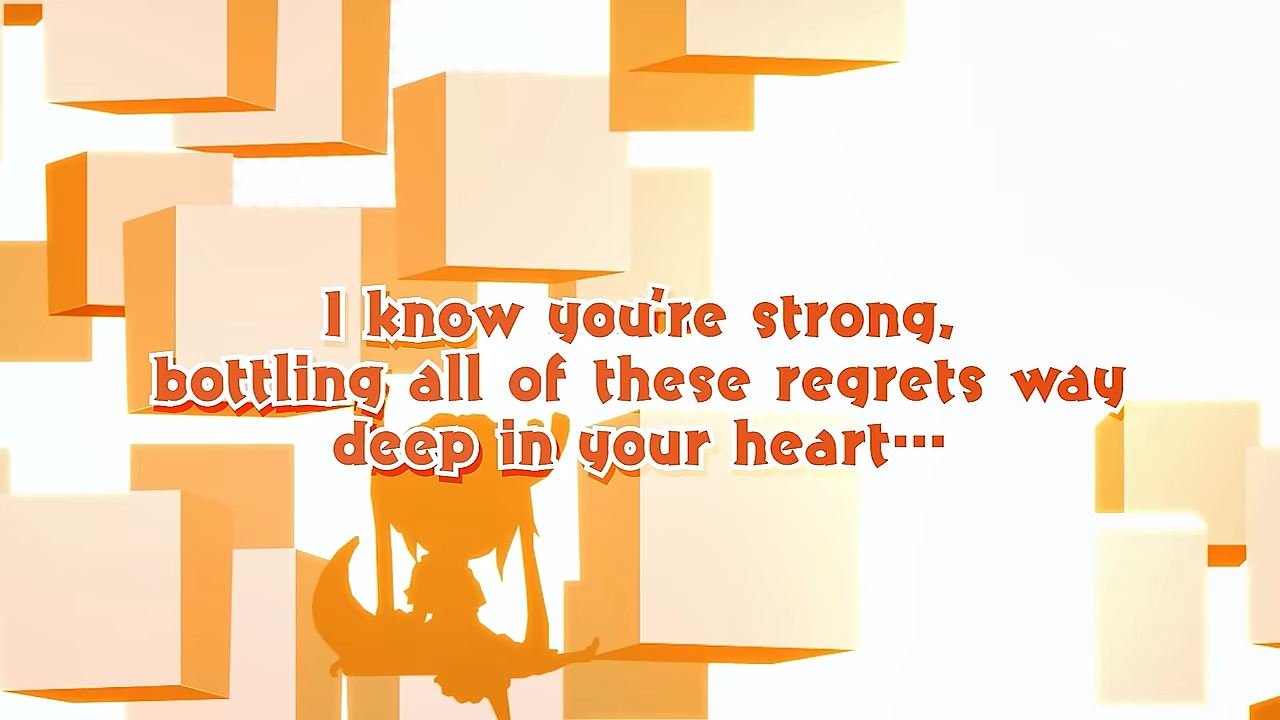 I know you're strong,
bottling all of these regrets way
deep in your heart…